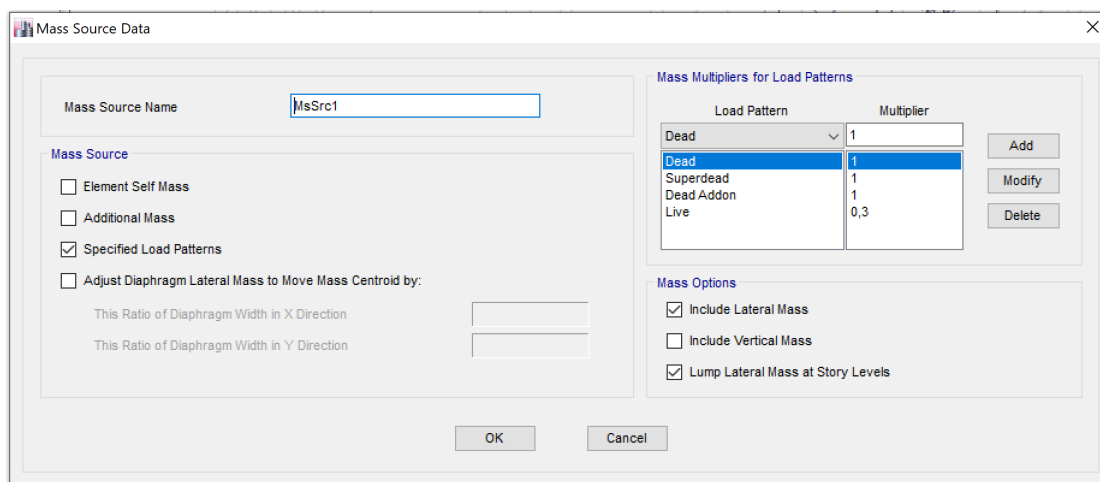 Mass Source Data
Mass Source Name
MsSrc1
Mass Source
Element Self Mass
Additional Mass
Specified Load Patterns
Adjust Diaphragm Lateral Mass to Move Mass Centroid by:
This Ratio of Diaphragm Width in X Direction
This Ratio of Diaphragm Width in Y Direction
Mass Multipliers for Load Patterns
Load Pattern Multiplier
Dead 1
Dead 1
Superdead 1
Dead Addon 1
Live 0,3
Add
Modify
Delete
Mass Options
Include Lateral Mass
Include Vertical Mass
Lump Lateral Mass at Story Levels
OK Cancel